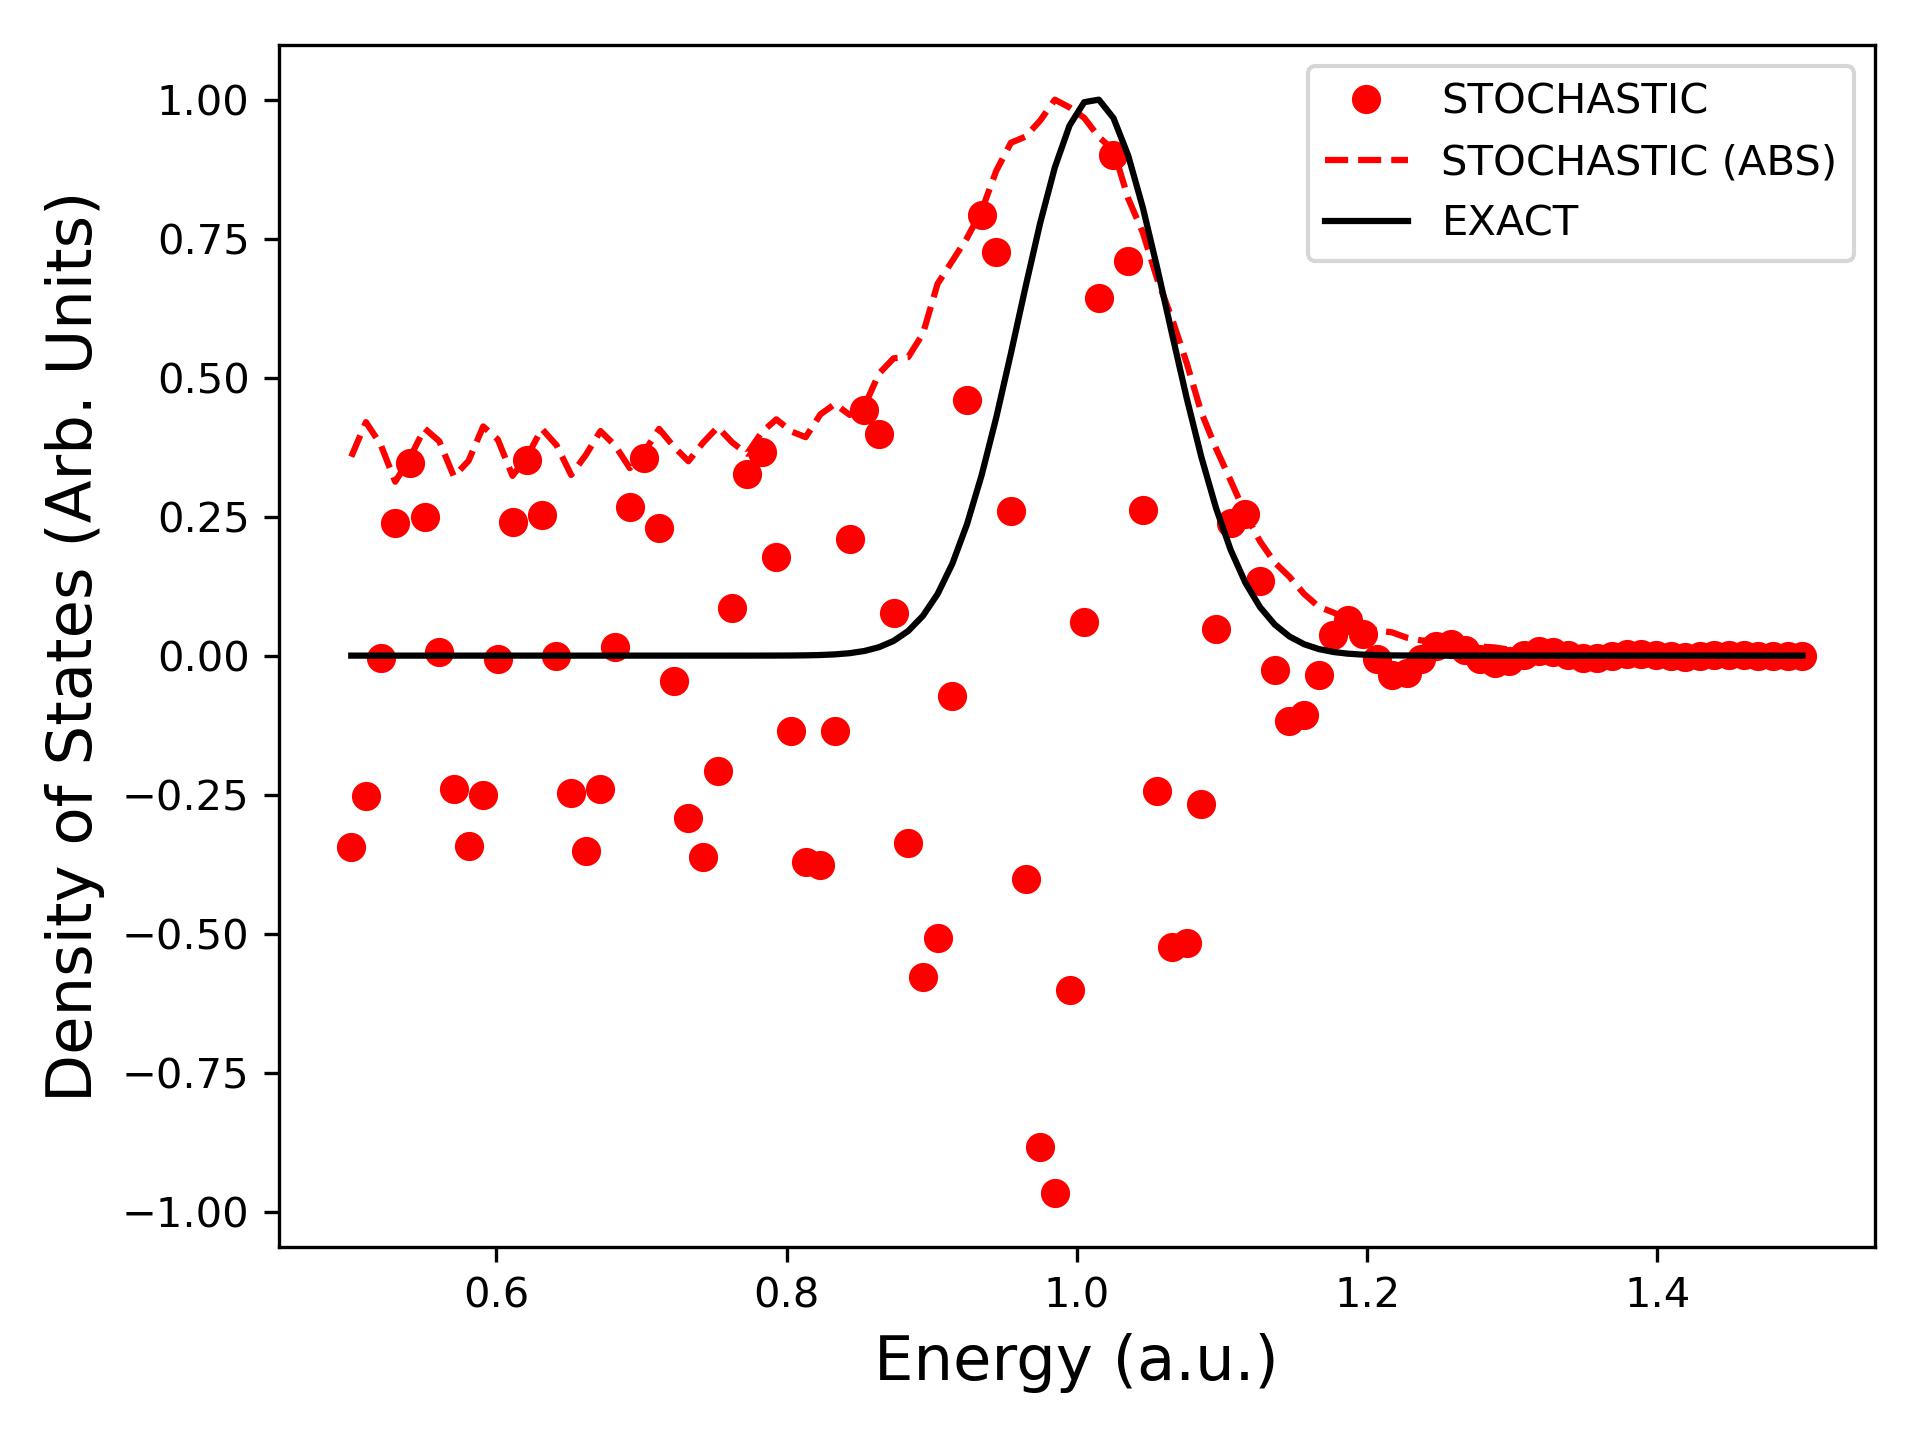 1.00
0.75
0.50
0.25
0.00
−0.25
−0.50
−0.75
−1.00
Density of States (Arb. Units)
STOCHASTIC
STOCHASTIC (ABS)
EXACT
0.6 0.8 1.0 1.2 1.4
Energy (a.u.)